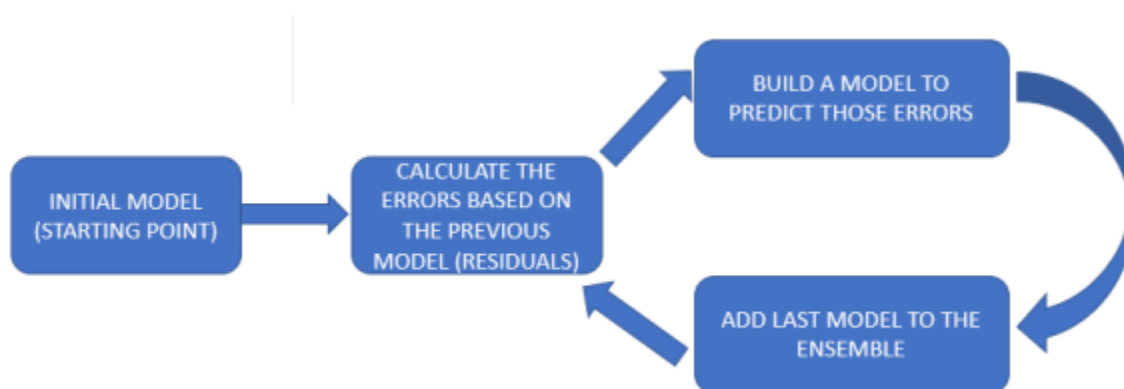 BUILD A MODEL TO
PREDICT THOSE ERRORS
INITIAL MODEL
(STARTING POINT)
CALCULATE THE
ERRORS BASED ON
THE PREVIOUS
MODEL (RESIDUALS)
ADD LAST MODEL TO THE
ENSEMBLE